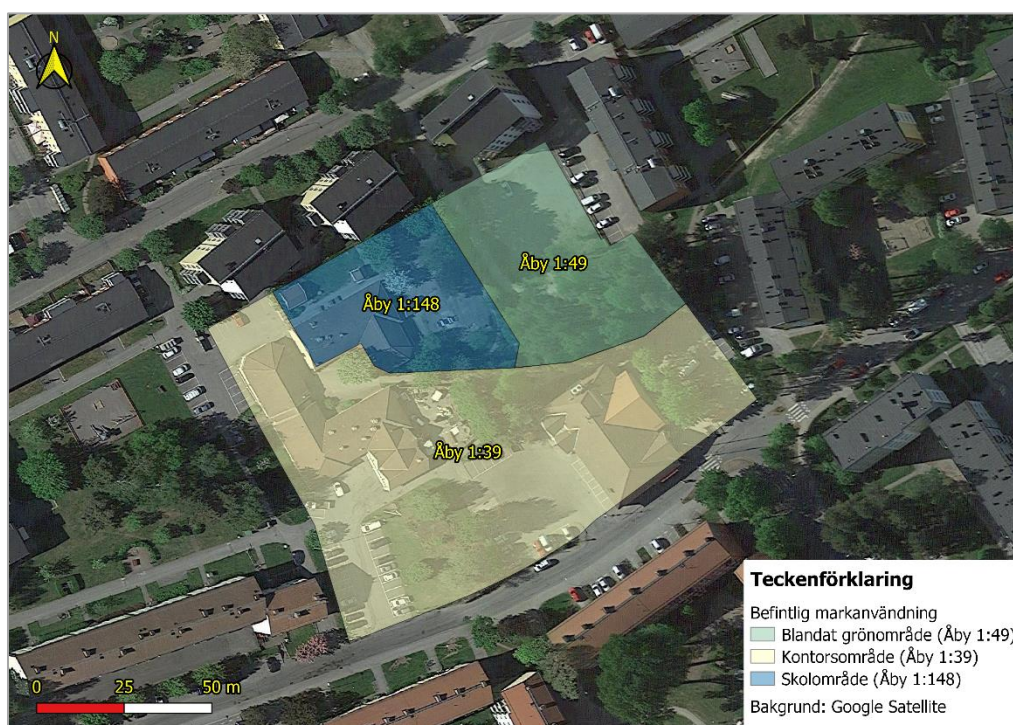 N
Åby 1:49
Åby 1:148
Åby 1:39
0 25 50 m
Teckenförklaring
Befintlig markanvändning
Blandat grönområde (Åby 1:49)
Kontorsområde (Åby 1:39)
Skolområde (Åby 1:148)
Bakgrund: Google Satellite